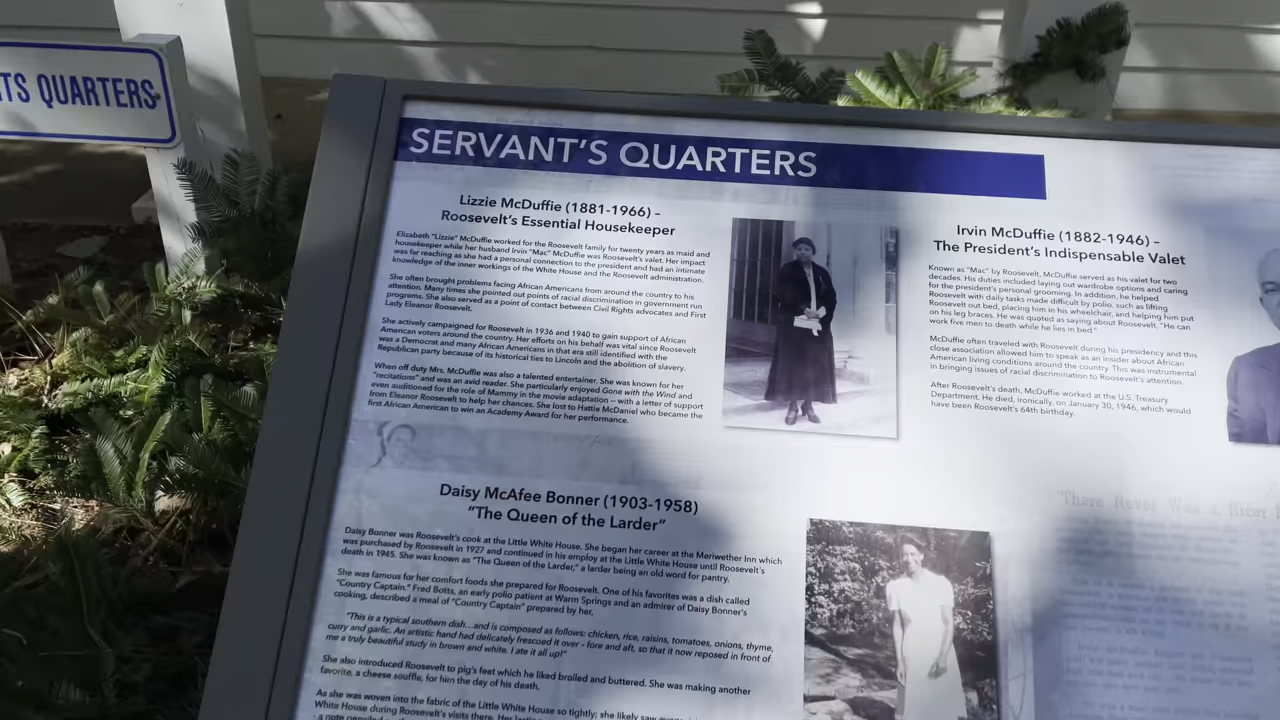 TS QUARTERS
SERVANT'S QUARTERS
Lizzie McDuffie (1881-1966) –
Roosevelt's Essential Housekeeper
Elizabeth "Lizzie" McDuffie worked for the Roosevelt family for twenty years as maid and
housekeeper while her husband Irvin "Mac" McDuffie was Roosevelt's valet. Her impact
was far reaching as she had a personal connection to the president and had an intimate
knowledge of the inner workings of the White House and the Roosevelt administration.
She often brought problems facing African Americans from around the country to his
attention. Many times she pointed out points of racial discrimination in government run
programs. She also served as a point of contact between Civil Rights advocates and First
Lady Eleanor Roosevelt.
She actively campaigned for Roosevelt in 1936 and 1940 to gain support of African
American voters around the country. Her efforts on his behalf was vital since Roosevelt
was a Democrat and many African Americans in that era still identified with the
Republican party because of its historical ties to Lincoln and the abolition of slavery.
When off duty Mrs. McDuffie was also a talented entertainer. She was known for her
"recitations" and was an avid reader. She particularly enjoyed Gone with the Wind and
even auditioned for the role of Mammy in the movie adaptation – with a letter of support
from Eleanor Roosevelt to help her chances. She lost to Hattie McDaniel who became the
first African American to win an Academy Award for her performance.
Irvin McDuffie (1882-1946) –
The President's Indispensable Valet
Known as "Mac" by Roosevelt, McDuffie served as his valet for two
decades. His duties included laying out wardrobe options and caring
for the president's personal grooming. In addition, he helped
Roosevelt with daily tasks made difficult by polio, such as lifting
Roosevelt out bed, placing him in his wheelchair, and helping him put
on his leg braces. He was quoted as saying about Roosevelt, "He can
work five men to death while he lies in bed."
McDuffie often traveled with Roosevelt during his presidency and this
close association allowed him to speak as an insider about African
American living conditions around the country. This was instrumental
in bringing issues of racial discrimination to Roosevelt's attention.
After Roosevelt's death, McDuffie worked at the U.S. Treasury
Department. He died, ironically, on January 30, 1946, which would
have been Roosevelt's 64th birthday.
Daisy McAfee Bonner (1903-1958)
"The Queen of the Larder"
Daisy Bonner was Roosevelt's cook at the Little White House. She began her career at the Meriwether Inn which
was purchased by Roosevelt in 1927 and continued in his employ at the Little White House until Roosevelt's
death in 1945. She was known as "The Queen of the Larder," a larder being an old word for pantry.
She was famous for her comfort foods she prepared for Roosevelt. One of his favorites was a dish called
"Country Captain." Fred Botts, an early polio patient at Warm Springs and an admirer of Daisy Bonner's
cooking, described a meal of "Country Captain" prepared by her,
"This is a typical southern dish...and is composed as follows: chicken, rice, raisins, tomatoes, onions, thyme,
curry and garlic. An artistic hand had delicately frescoed it over - fore and aft, so that it now reposed in front of
me a truly beautiful study in brown and white. I ate it all up!"
She also introduced Roosevelt to pig's feet which he liked broiled and buttered. She was making another
favorite, a cheese souffle, for him the day of his death.
As she was woven into the fabric of the Little White House so tightly; she likely saw
White House during Roosevelt's visits there. Her
"There Never Was a Nicer